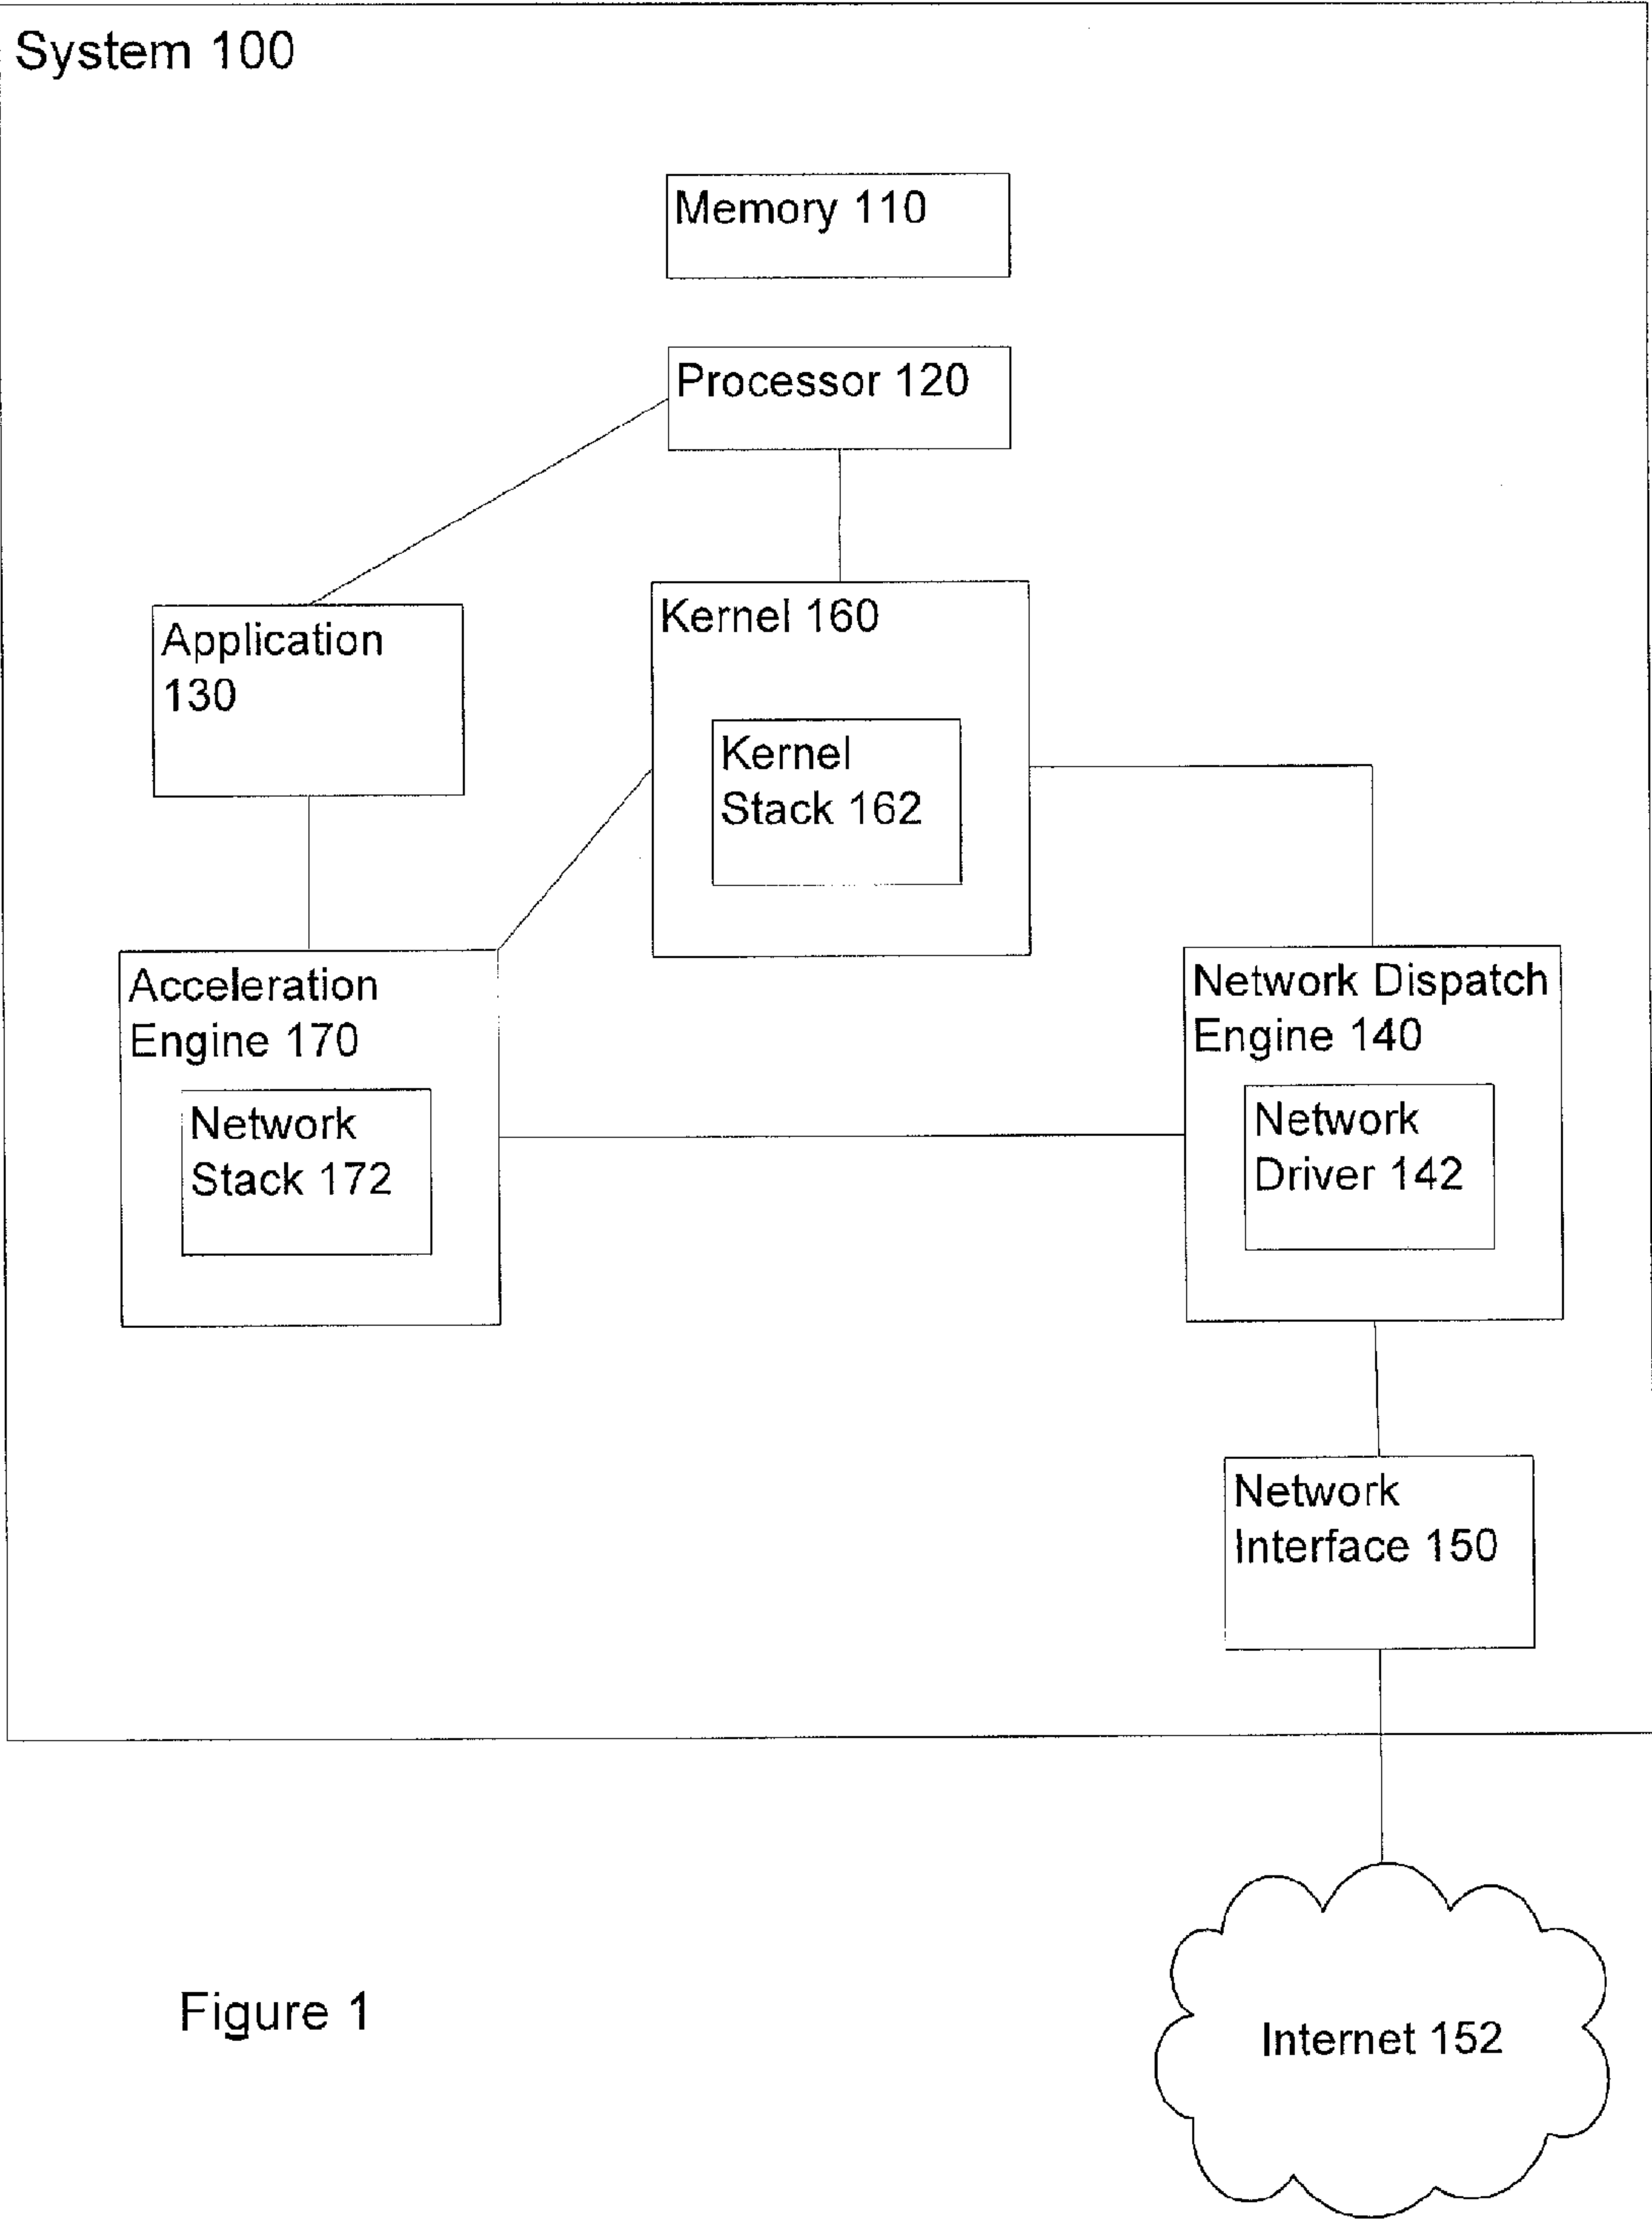 System 100
Memory 110
Processor 120
Application
130
Kernel 160
Kernel
Stack 162
Acceleration
Engine 170
Network
Stack 172
Network Dispatch
Engine 140
Network
Driver 142
Network
Interface 150
Internet 152
Figure 1